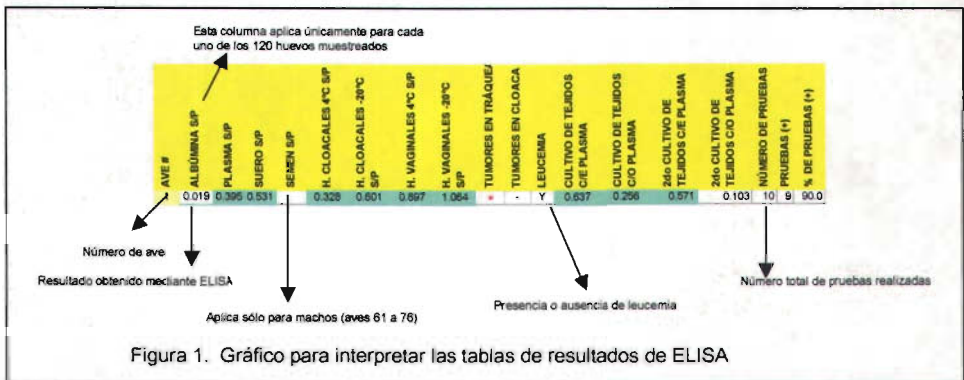 Esta columna aplica únicamente para cada
uno de los 120 huevos muestreados
AVE #
ALBÚMINA S/P
PLASMA S/P
SUERO S/P
SEMEN S/P
H. CLOACALES 4°C S/P
H. CLOACALES -20°C
S/P
H. VAGINALES 4°C S/P
H. VAGINALES -20°C
S/P
TUMORES EN TRÁQUEA
TUMORES EN CLOACA
LEUCEMIA
CULTIVO DE TEJIDOS
C/E PLASMA
CULTIVO DE TEJIDOS
C/O PLASMA
2do CULTIVO DE
TEJIDOS C/E PLASMA
2do CULTIVO DE
TEJIDOS C/O PLASMA
NÚMERO DE PRUEBAS
PRUEBAS (+)
% DE PRUEBAS (+)
1 0.019 0.395 0.531 0.328 0.601 0.697 1.064 * - Y 0.637 0.256 0.571 0.103 10 9 90.0
Número de ave
Resultado obtenido mediante ELISA
Aplica sólo para machos (aves 61 a 76)
Presencia o ausencia de leucemia
Número total de pruebas realizadas
Figura 1. Gráfico para interpretar las tablas de resultados de ELISA